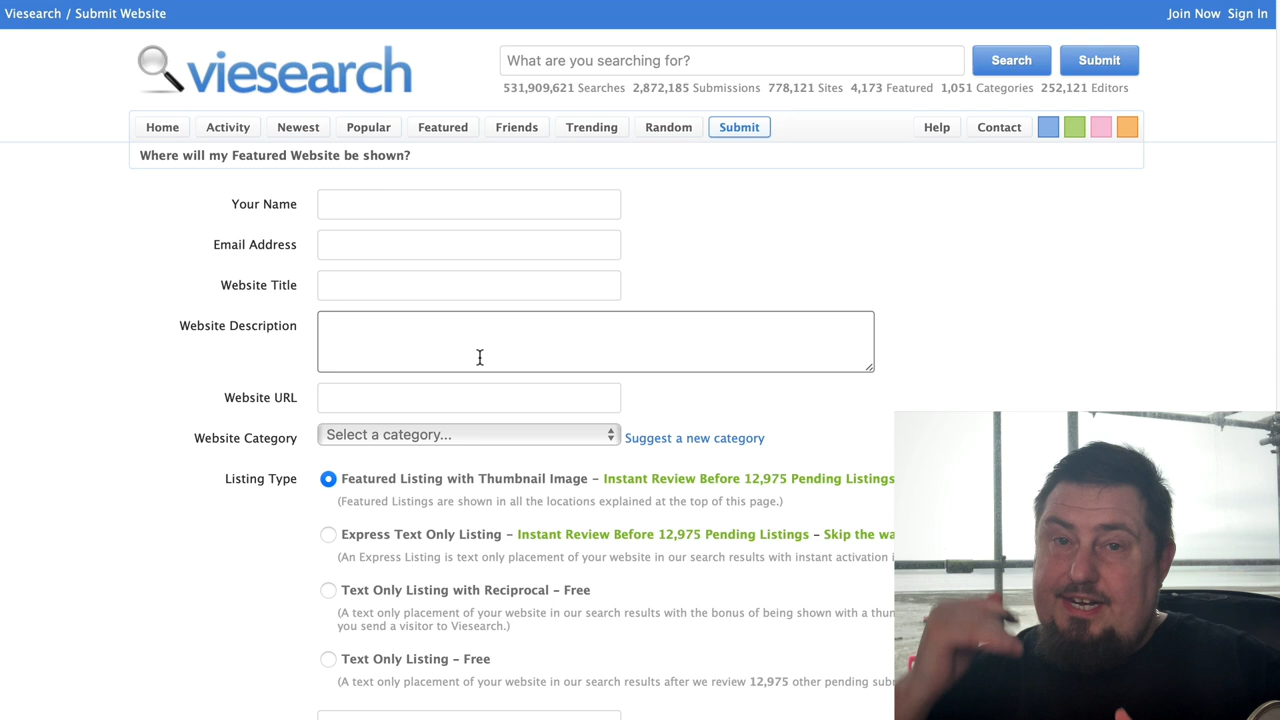 Viesearch / Submit Website
Join Now Sign In
viesearch
What are you searching for?
Search
Submit
531,909,621 Searches 2,872,185 Submissions 778,121 Sites 4,173 Featured 1,051 Categories 252,121 Editors
Home Activity Newest Popular Featured Friends Trending Random Submit Help Contact
Where will my Featured Website be shown?
Your Name
Email Address
Website Title
Website Description
Website URL
Website Category
Select a category...
Suggest a new category
Listing Type
Featured Listing with Thumbnail Image – Instant Review Before 12,975 Pending Listings
(Featured Listings are shown in all the locations explained at the top of this page.)
Express Text Only Listing – Instant Review Before 12,975 Pending Listings – Skip the
(An Express Listing is text only placement of your website in our search results with instant activation
Text Only Listing with Reciprocal – Free
(A text only placement of your website in our search results with the bonus of being shown with a
you send a visitor to Viesearch.)
Text Only Listing – Free
(A text only placement of your website in our search results after we review 12,975 other pending